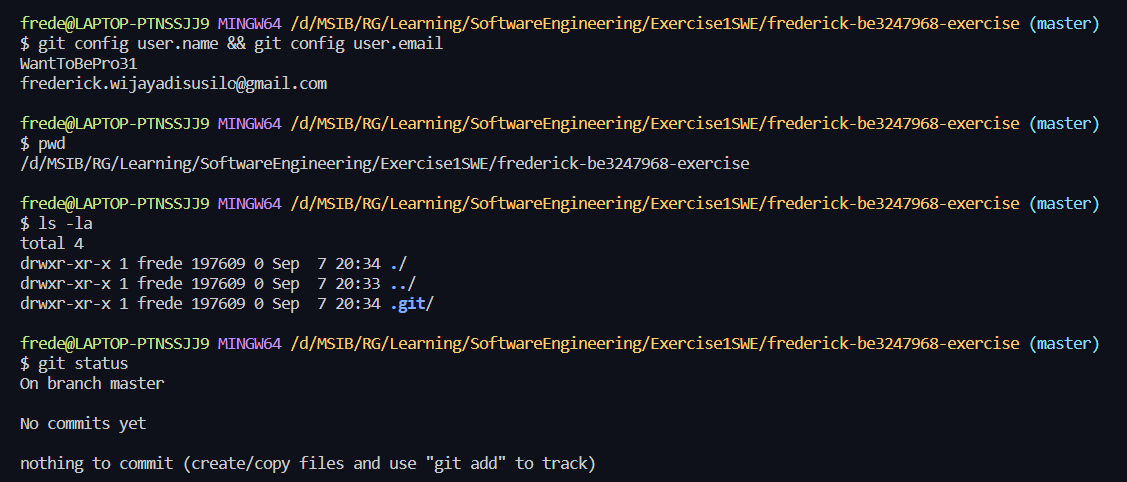 frede@LAPTOP-PTNSSJJ9 MINGW64 /d/MSIB/RG/Learning/SoftwareEngineering/Exercise1SWE/frederick-be3247968-exercise (master)
$ git config user.name && git config user.email
WantToBePro31
frederick.wijayadisusilo@gmail.com

frede@LAPTOP-PTNSSJJ9 MINGW64 /d/MSIB/RG/Learning/SoftwareEngineering/Exercise1SWE/frederick-be3247968-exercise (master)
$ pwd
/d/MSIB/RG/Learning/SoftwareEngineering/Exercise1SWE/frederick-be3247968-exercise

frede@LAPTOP-PTNSSJJ9 MINGW64 /d/MSIB/RG/Learning/SoftwareEngineering/Exercise1SWE/frederick-be3247968-exercise (master)
$ ls -la
total 4
drwxr-xr-x 1 frede 197609 0 Sep  7 20:34 ./
drwxr-xr-x 1 frede 197609 0 Sep  7 20:33 ../
drwxr-xr-x 1 frede 197609 0 Sep  7 20:34 .git/

frede@LAPTOP-PTNSSJJ9 MINGW64 /d/MSIB/RG/Learning/SoftwareEngineering/Exercise1SWE/frederick-be3247968-exercise (master)
$ git status
On branch master

No commits yet

nothing to commit (create/copy files and use "git add" to track)